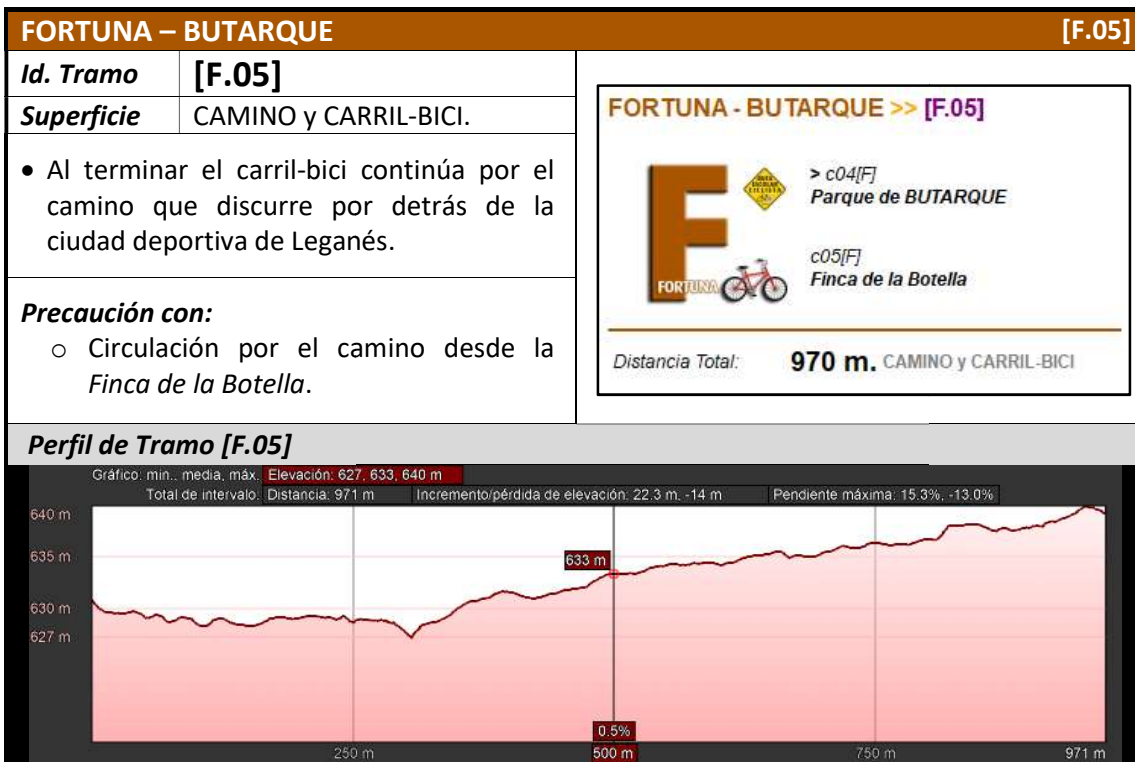 FORTUNA – BUTARQUE [F.05]
Id. Tramo [F.05]
Superficie CAMINO y CARRIL-BICI.
• Al terminar el carril-bici continúa por el
camino que discurre por detrás de la
ciudad deportiva de Leganés.
Precaución con:
o Circulación por el camino desde la
Finca de la Botella.
FORTUNA - BUTARQUE >> [F.05]
> c04[F]
Parque de BUTARQUE
F
FORTUNA
c05[F]
Finca de la Botella
Distancia Total: 970 m. CAMINO y CARRIL-BICI
Perfil de Tramo [F.05]
Gráfico: min., media, máx. Elevación: 627, 633, 640 m
Total de intervalo: Distancia: 971 m Incremento/pérdida de elevación: 22.3 m, -14 m Pendiente máxima: 15.3%, -13.0%
640 m
635 m
633 m
630 m
627 m
0.5%
250 m 500 m 750 m 971 m